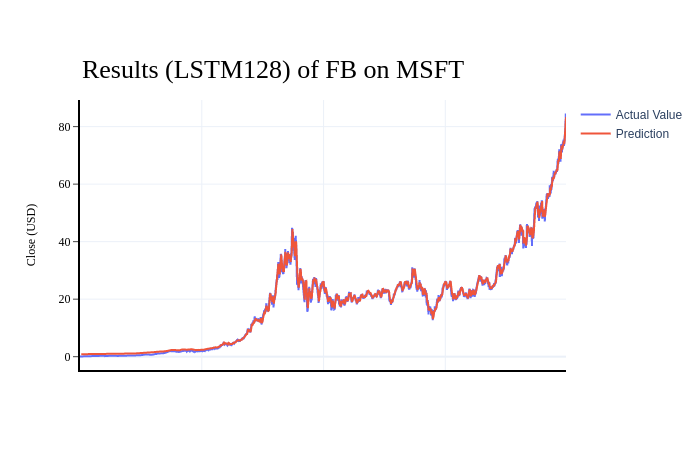 Results (LSTM128) of FB on MSFT
Actual Value
Prediction
80
60
40
20
0
Close (USD)